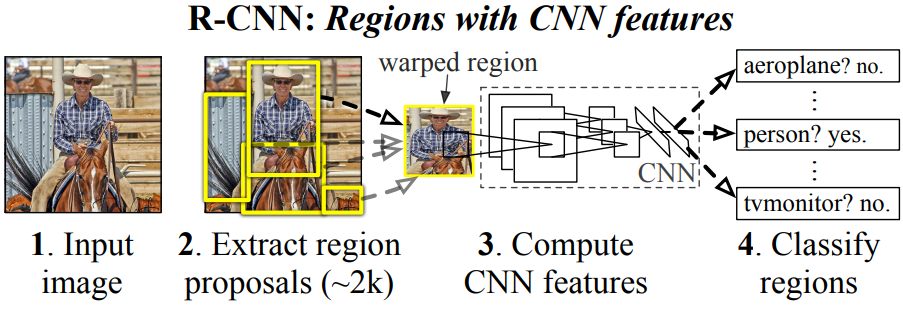 R-CNN: Regions with CNN features
warped region
aeroplane? no.
⋮
person? yes.
⋮
tvmonitor? no.
CNN
1. Input
image
2. Extract region
proposals (~2k)
3. Compute
CNN features
4. Classify
regions